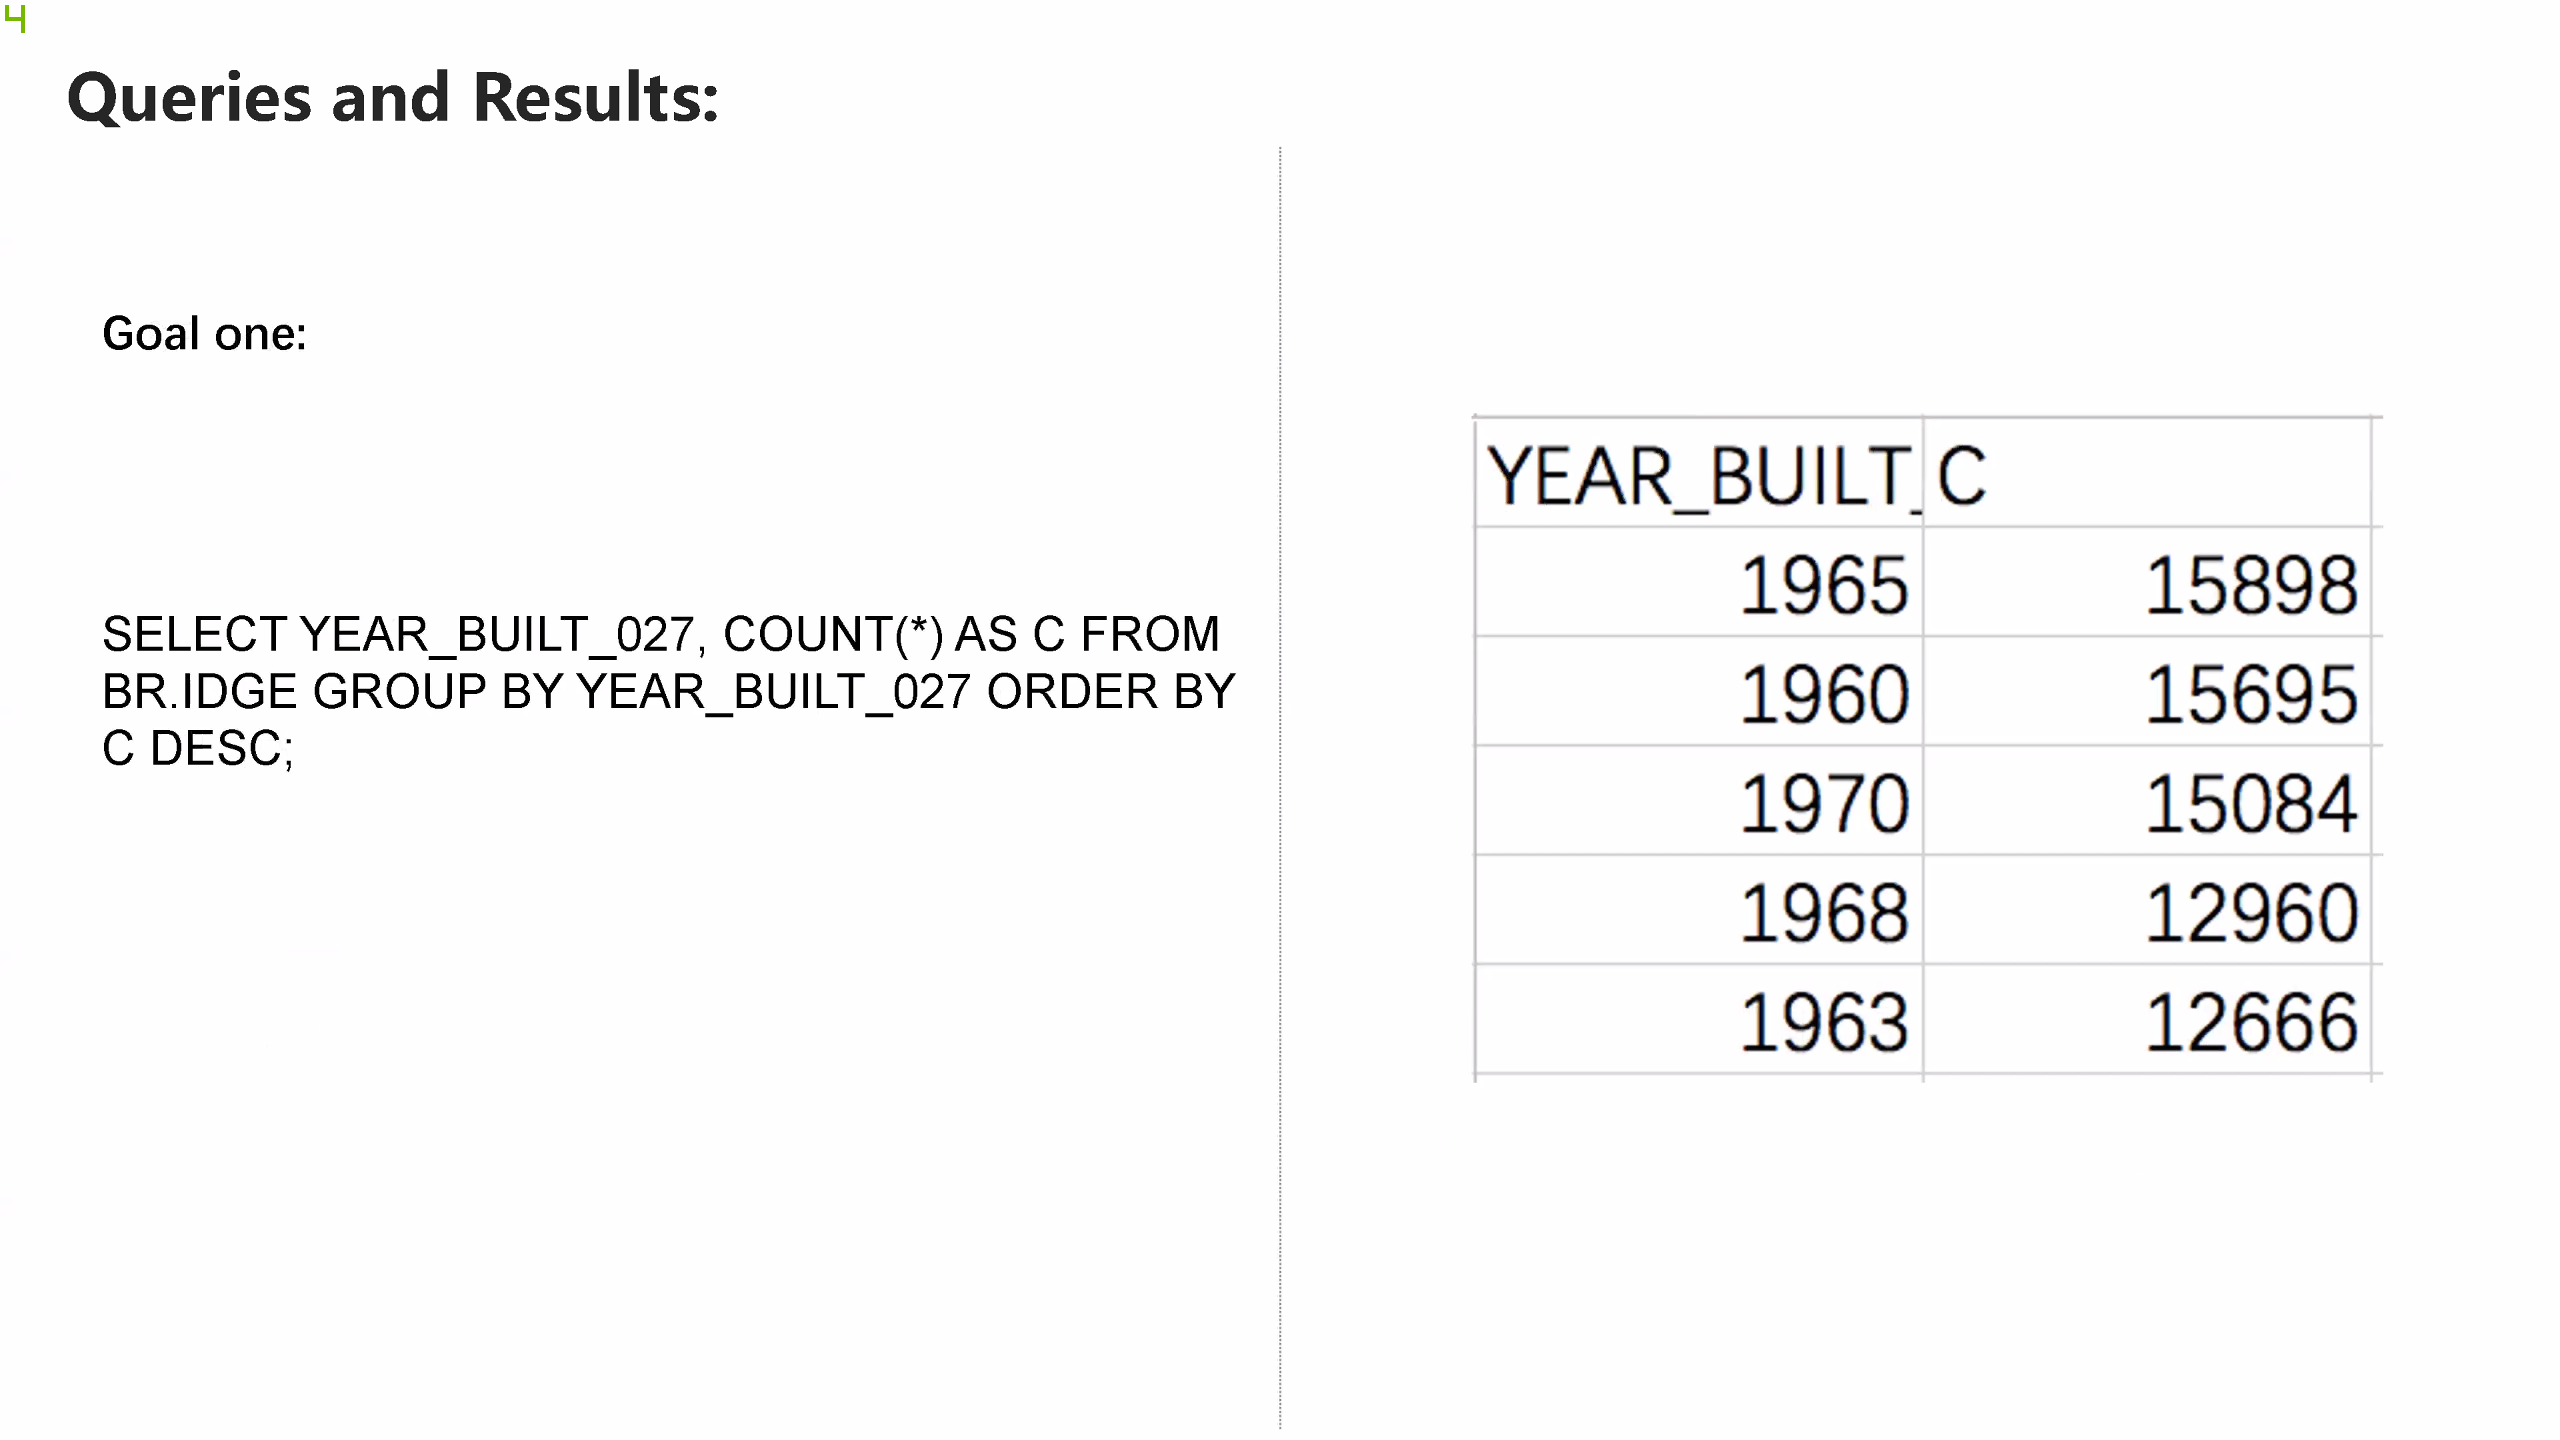 4
Queries and Results:
Goal one:
SELECT YEAR_BUILT_027, COUNT(*) AS C FROM
BR.IDGE GROUP BY YEAR_BUILT_027 ORDER BY
C DESC;
YEAR_BUILT_ C
1965 15898
1960 15695
1970 15084
1968 12960
1963 12666